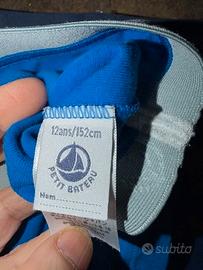 12ans/152cm
PETIT BATEAU
Nom
subito